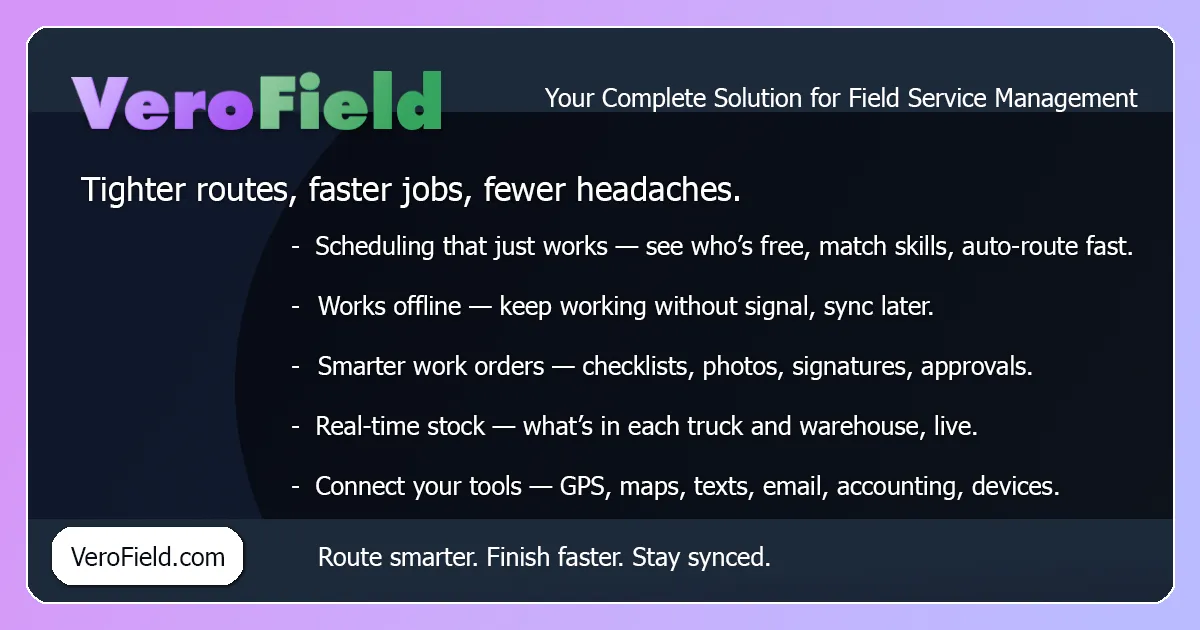 VeroField
Your Complete Solution for Field Service Management
Tighter routes, faster jobs, fewer headaches.
- Scheduling that just works — see who’s free, match skills, auto-route fast.
- Works offline — keep working without signal, sync later.
- Smarter work orders — checklists, photos, signatures, approvals.
- Real-time stock — what’s in each truck and warehouse, live.
- Connect your tools — GPS, maps, texts, email, accounting, devices.
VeroField.com
Route smarter. Finish faster. Stay synced.